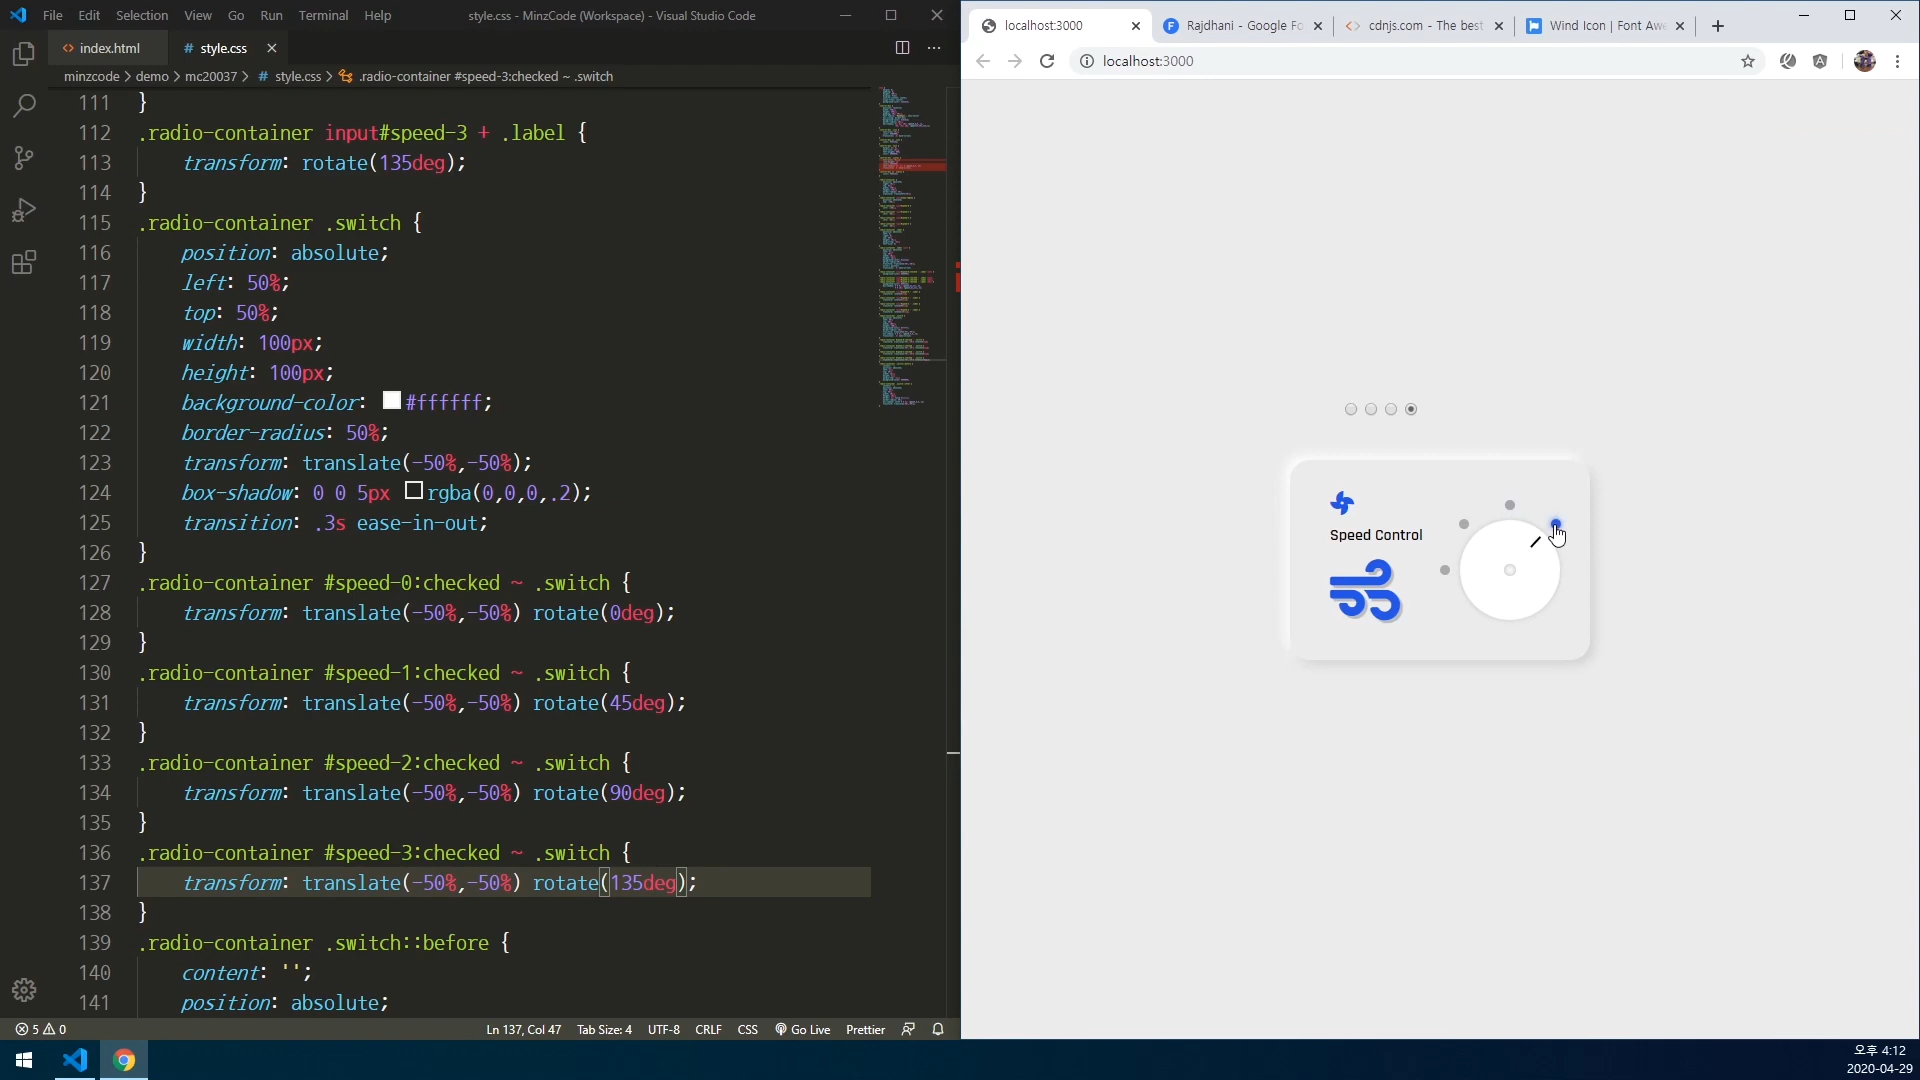 File Edit Selection View Go Run Terminal Help
style.css - MinzCode (Workspace) - Visual Studio Code
index.html
style.css
minzcode > demo > mc20037 > # style.css > .radio-container #speed-3:checked ~ .switch
111 }
112 .radio-container input#speed-3 + .label {
113 transform: rotate(135deg);
114 }
115 .radio-container .switch {
116 position: absolute;
117 left: 50%;
118 top: 50%;
119 width: 100px;
120 height: 100px;
121 background-color: #ffffff;
122 border-radius: 50%;
123 transform: translate(-50%,-50%);
124 box-shadow: 0 0 5px rgba(0,0,0,.2);
125 transition: .3s ease-in-out;
126 }
127 .radio-container #speed-0:checked ~ .switch {
128 transform: translate(-50%,-50%) rotate(0deg);
129 }
130 .radio-container #speed-1:checked ~ .switch {
131 transform: translate(-50%,-50%) rotate(45deg);
132 }
133 .radio-container #speed-2:checked ~ .switch {
134 transform: translate(-50%,-50%) rotate(90deg);
135 }
136 .radio-container #speed-3:checked ~ .switch {
137 transform: translate(-50%,-50%) rotate(135deg);
138 }
139 .radio-container .switch::before {
140 content: '';
141 position: absolute;
5 0
Ln 137, Col 47 Tab Size: 4 UTF-8 CRLF CSS Go Live Prettier
localhost:3000
Rajdhani - Google Fo
cdnjs.com - The best
Wind Icon | Font Awe
localhost:3000
Speed Control
오후 4:12
2020-04-29